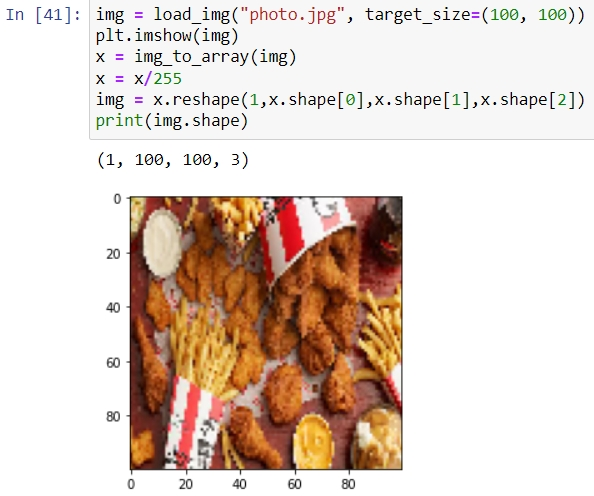 In [41]: img = load_img("photo.jpg", target_size=(100, 100))
plt.imshow(img)
x = img_to_array(img)
x = x/255
img = x.reshape(1,x.shape[0],x.shape[1],x.shape[2])
print(img.shape)
(1, 100, 100, 3)
0
20
40
60
80
0 20 40 60 80